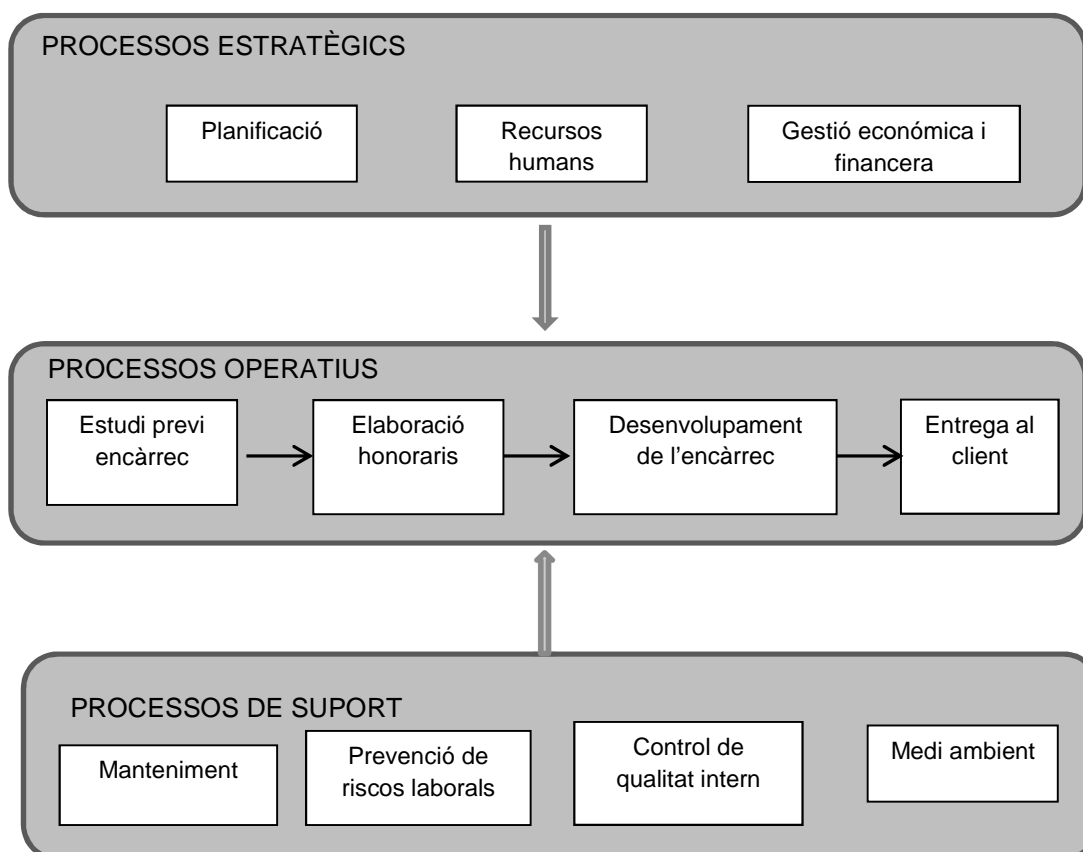 PROCESSOS ESTRATÈGICS
Planificació
Recursos
humans
Gestió económica i
financera
PROCESSOS OPERATIUS
Estudi previ
encàrrec
Elaboració
honoraris
Desenvolupament
de l’encàrrec
Entrega al
client
PROCESSOS DE SUPORT
Manteniment
Prevenció de
riscos laborals
Control de
qualitat intern
Medi ambient